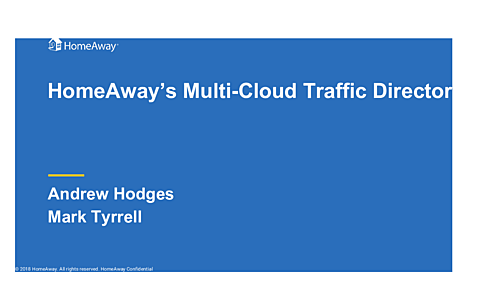 HomeAway
HomeAway's Multi-Cloud Traffic Director
Andrew Hodges
Mark Tyrrell
© 2018 HomeAway. All rights reserved. HomeAway Confidential